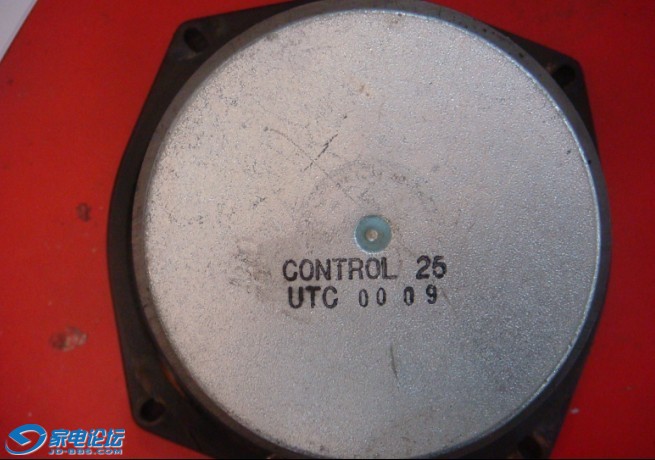 CONTROL 25
UTC 00 09
家电论坛
JD-BBS.COM